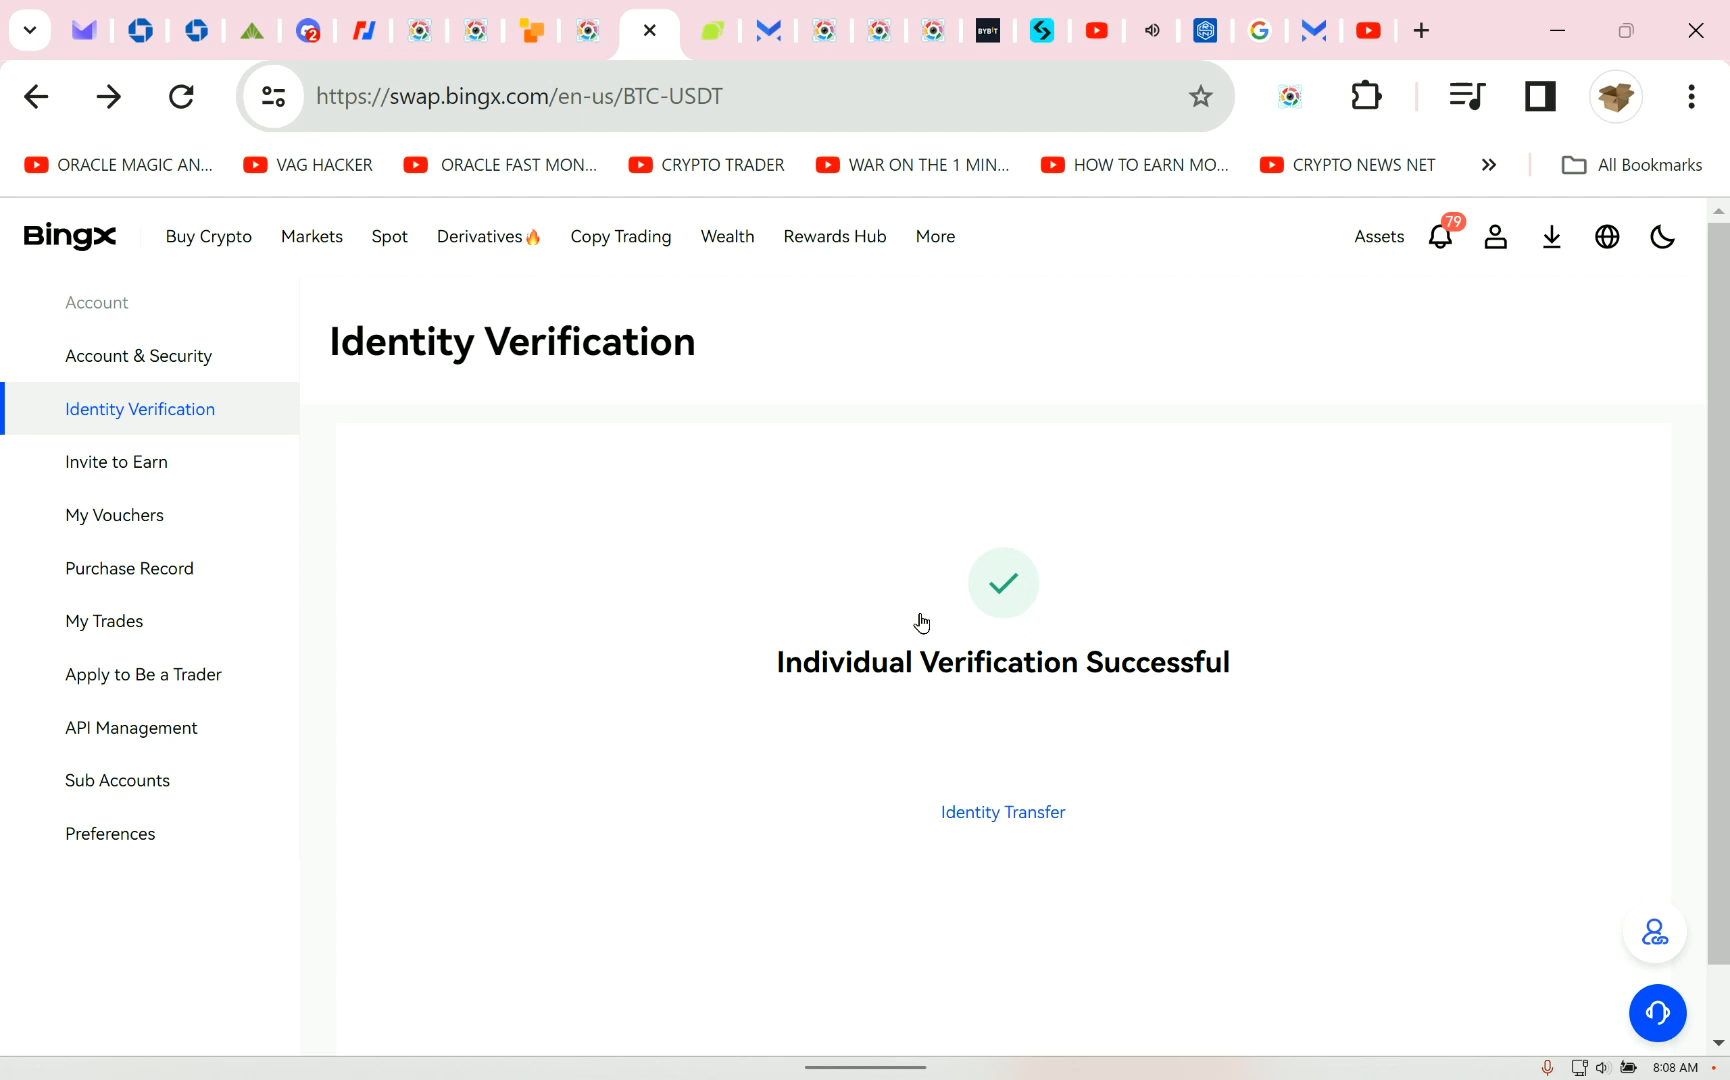 2
BYBIT
https://swap.bingx.com/en-us/BTC-USDT
ORACLE MAGIC AN... VAG HACKER ORACLE FAST MON... CRYPTO TRADER WAR ON THE 1 MIN... HOW TO EARN MO... CRYPTO NEWS NET » All Bookmarks
BingX Buy Crypto Markets Spot Derivatives🔥 Copy Trading Wealth Rewards Hub More Assets 79
Account
Account & Security
Identity Verification
Invite to Earn
My Vouchers
Purchase Record
My Trades
Apply to Be a Trader
API Management
Sub Accounts
Preferences
Identity Verification
Individual Verification Successful
Identity Transfer
8:08 AM